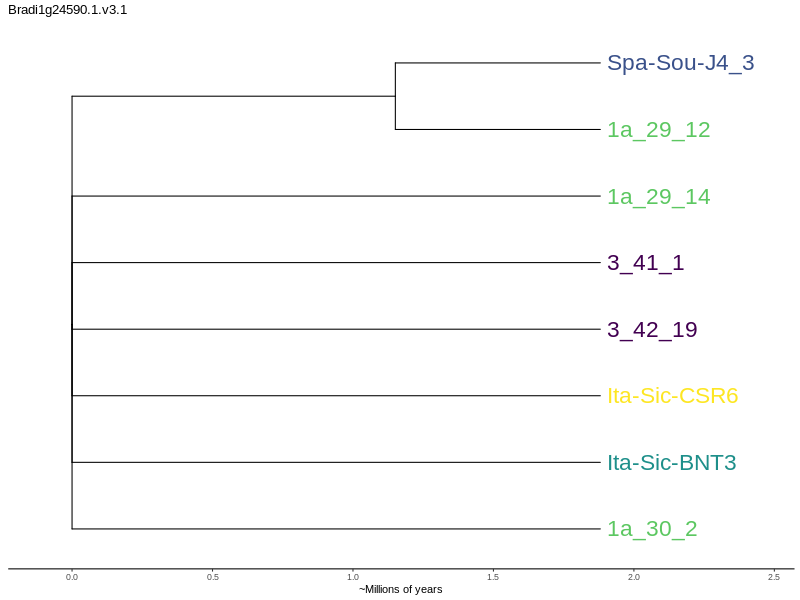 Bradi1g24590.1.v3.1
Spa-Sou-J4_3
1a_29_12
1a_29_14
3_41_1
3_42_19
Ita-Sic-CSR6
Ita-Sic-BNT3
1a_30_2
0.0 0.5 1.0 1.5 2.0 2.5
~Millions of years